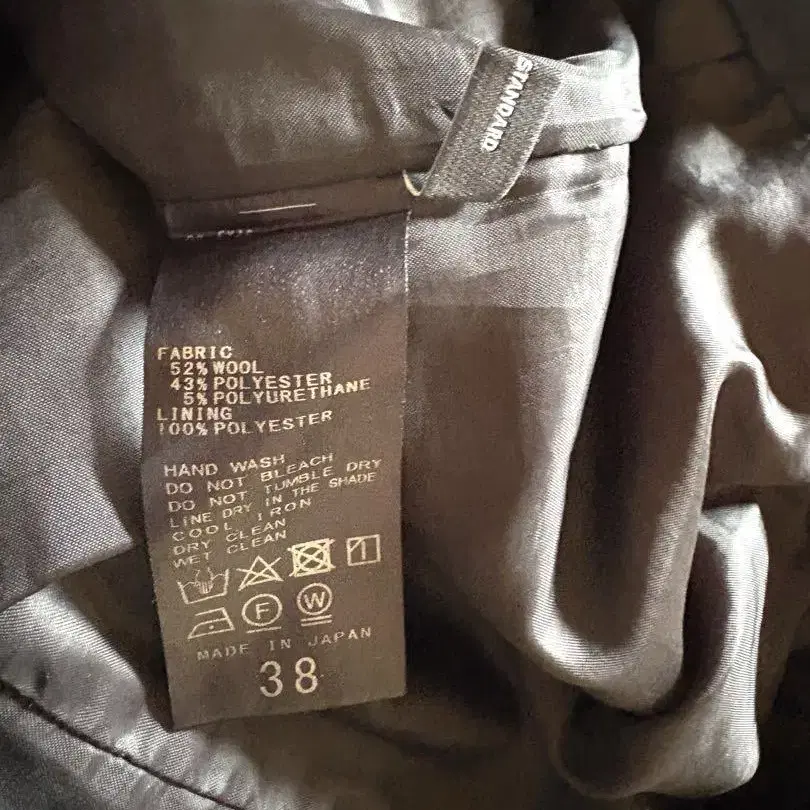 STANDARD
FABRIC
52% WOOL
43% POLYESTER
5% POLYURETHANE
LINING
100% POLYESTER
HAND WASH
DO NOT BLEACH
DO NOT TUMBLE DRY
LINE DRY IN THE SHADE
COOL IRON
DRY CLEAN
WET CLEAN
F W
MADE IN JAPAN
38